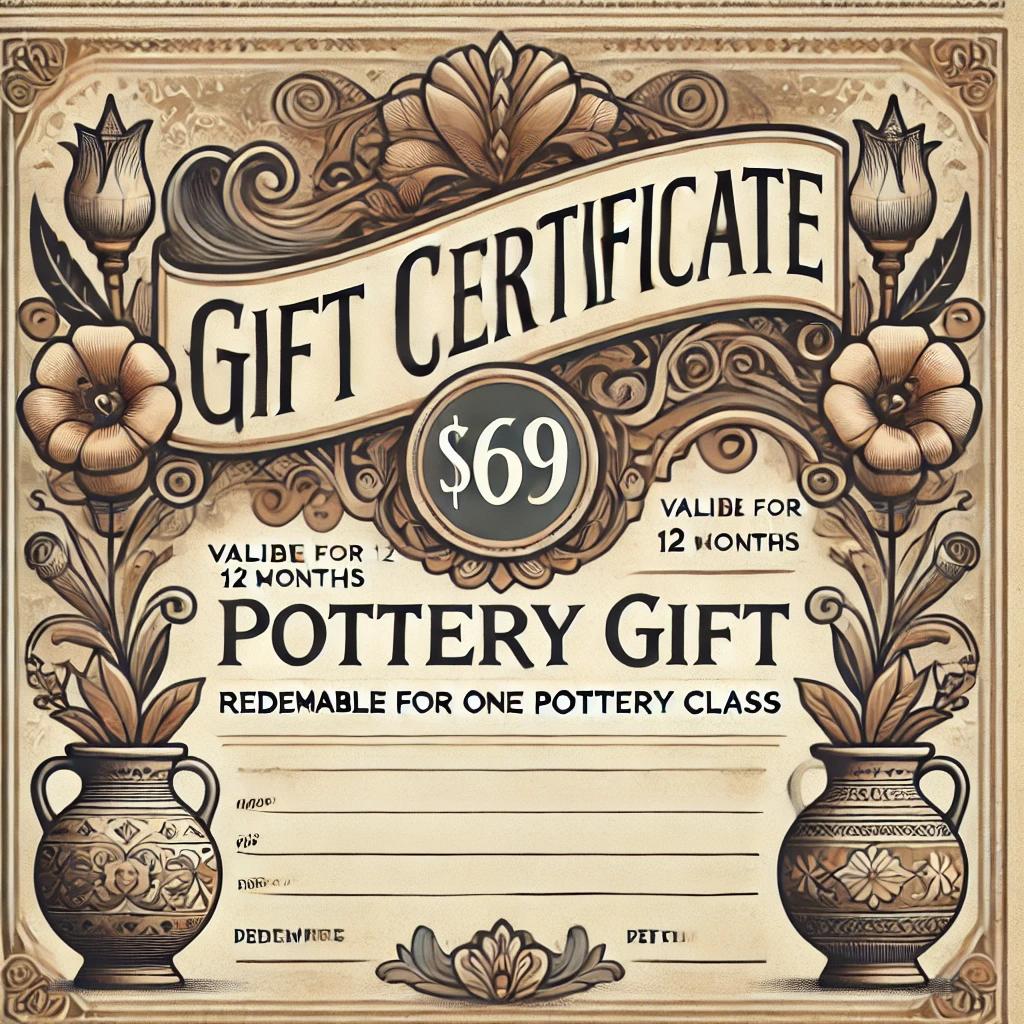 GIFT CERTIFICATE
$69
VALIBE FOR
12 MONTHS
VALIBE FOR 12
12 MONTHS
POTTERY GIFT
REDEMABLE FOR ONE POTTERY CLASS